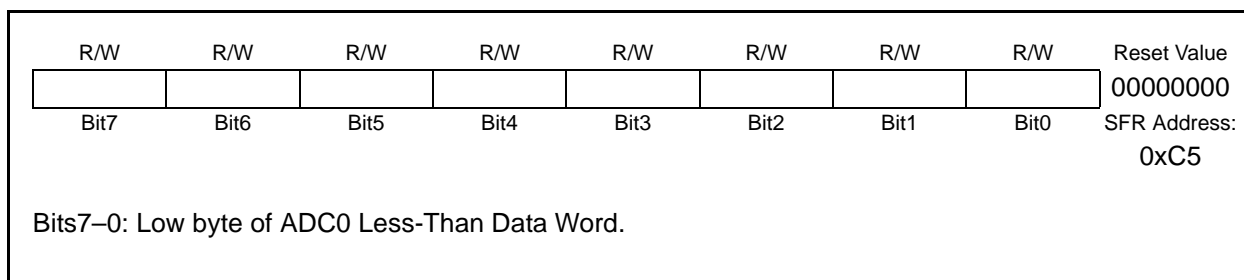 R/W R/W R/W R/W R/W R/W R/W R/W Reset Value
00000000
Bit7 Bit6 Bit5 Bit4 Bit3 Bit2 Bit1 Bit0 SFR Address:
0xC5
Bits7–0: Low byte of ADC0 Less-Than Data Word.